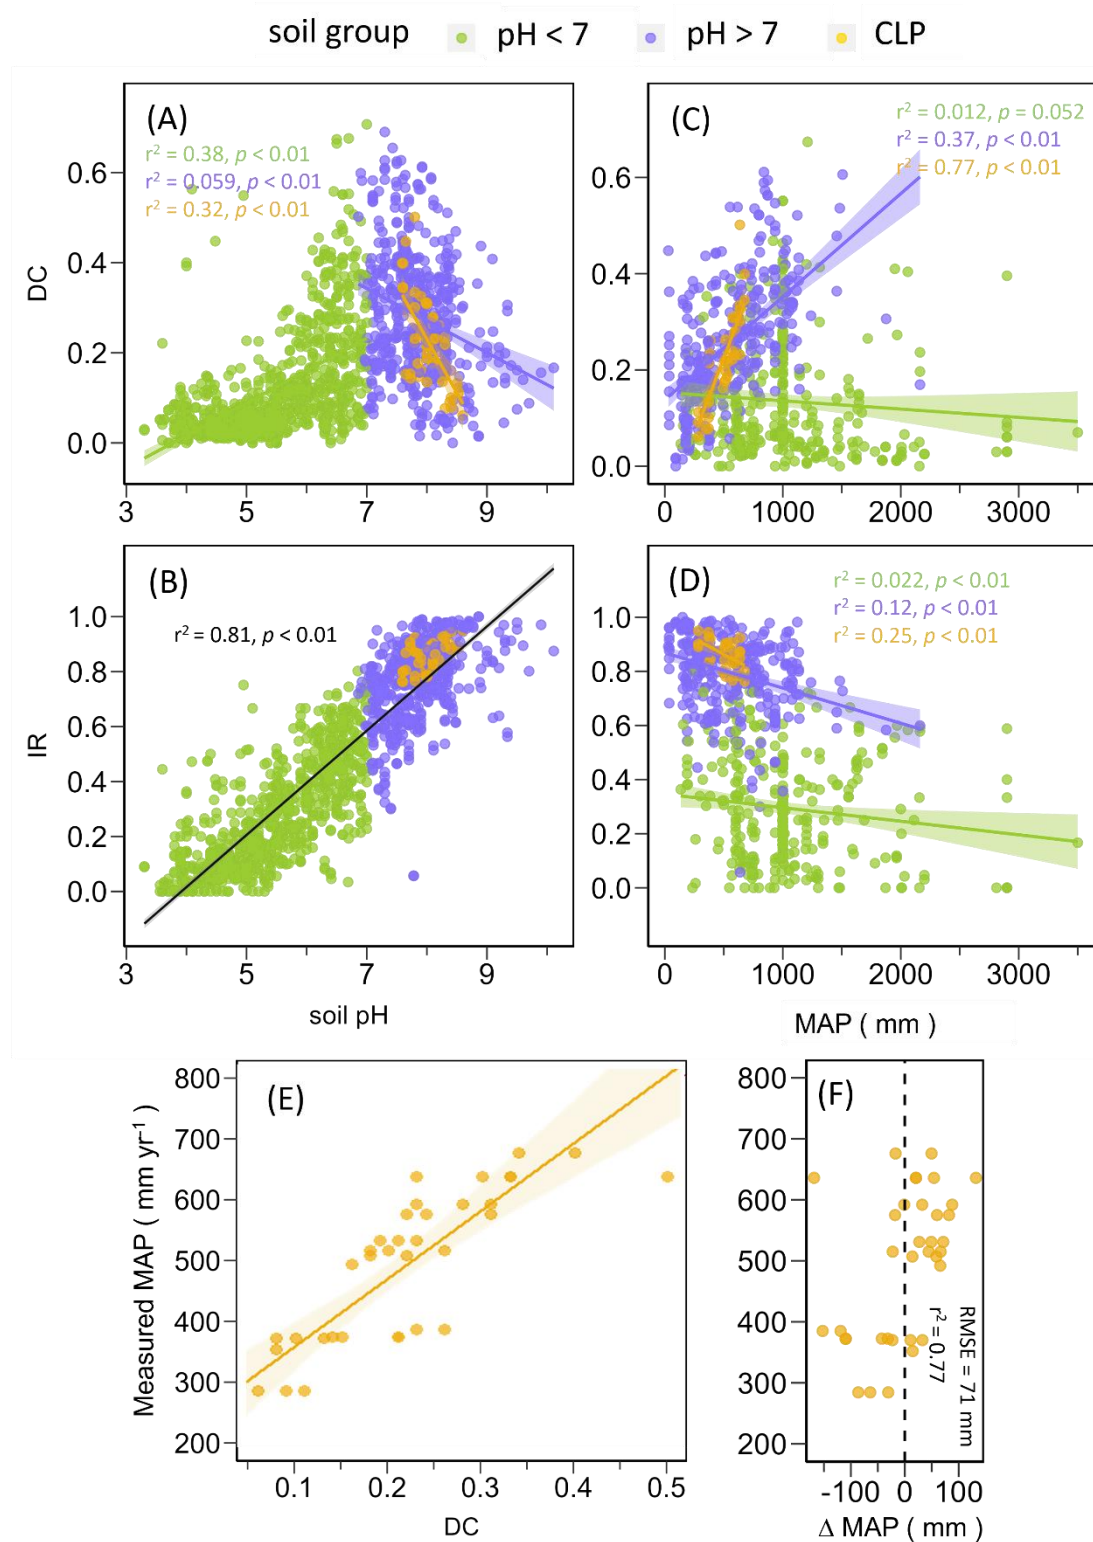 soil group pH < 7 pH > 7 CLP
(A)
r² = 0.38, p < 0.01
r² = 0.059, p < 0.01
r² = 0.32, p < 0.01
DC
0.6
0.4
0.2
0.0
3 5 7 9
(C)
r² = 0.012, p = 0.052
r² = 0.37, p < 0.01
r² = 0.77, p < 0.01
0.6
0.4
0.2
0.0
0 1000 2000 3000
(B)
r² = 0.81, p < 0.01
IR
1.0
0.8
0.6
0.4
0.2
0.0
3 5 7 9
soil pH
(D)
r² = 0.022, p < 0.01
r² = 0.12, p < 0.01
r² = 0.25, p < 0.01
1.0
0.8
0.6
0.4
0.2
0.0
0 1000 2000 3000
MAP ( mm )
(E)
Measured MAP ( mm yr⁻¹ )
800
700
600
500
400
300
200
0.1 0.2 0.3 0.4 0.5
DC
(F)
800
700
600
500
400
300
200
RMSE = 71 mm
r² = 0.77
-100 0 100
Δ MAP ( mm )